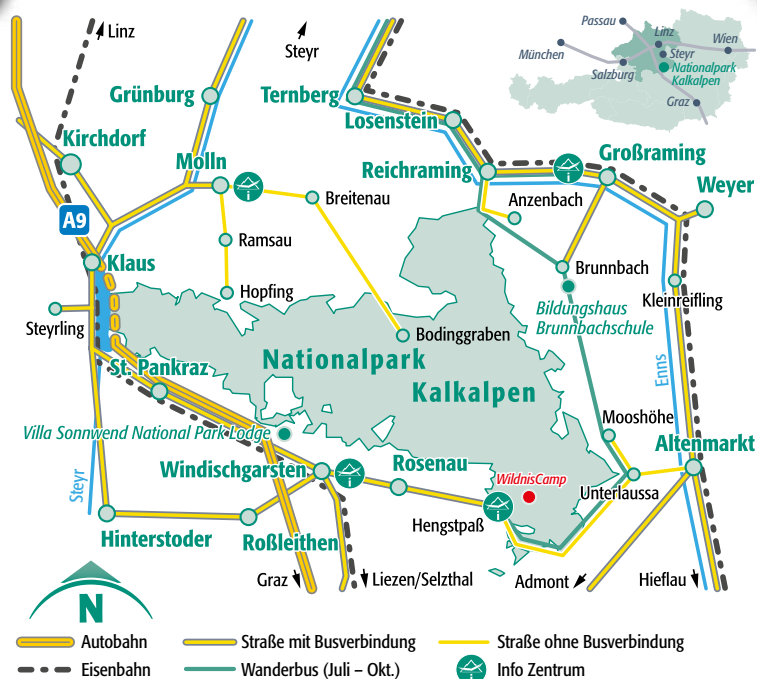 Linz
Steyr
Passau
Linz
Wien
München
Steyr
Salzburg
Nationalpark
Kalkalpen
Graz
Grünburg
Ternberg
Losenstein
Kirchdorf
Molln
Reichraming
Großraming
Breitenau
Anzenbach
Weyer
A9
Ramsau
Klaus
Brunnbach
Hopfing
Kleinreifling
Bildungshaus
Brunnbachschule
Steyrling
Bodinggraben
St. Pankraz
Nationalpark
Kalkalpen
Enns
Mooshöhe
Villa Sonnwend National Park Lodge
Altenmarkt
Windischgarsten
Rosenau
WildnisCamp
Steyr
Unterlaussa
Hengstpaß
Hinterstoder
Roßleithen
Graz
Liezen/Selzthal
Admont
Hieflau
N
Autobahn
Straße mit Busverbindung
Straße ohne Busverbindung
Eisenbahn
Wanderbus (Juli – Okt.)
Info Zentrum